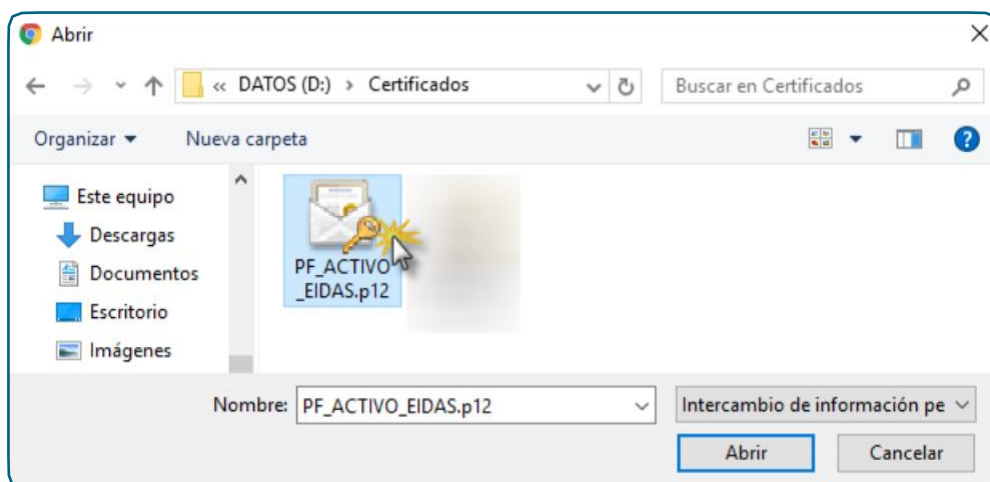 Abrir
« DATOS (D:) › Certificados
Buscar en Certificados
Organizar
Nueva carpeta
?
Este equipo
Descargas
Documentos
Escritorio
Imágenes
PF_ACTIVO
_EIDAS.p12
Nombre: PF_ACTIVO_EIDAS.p12
Intercambio de información pe
Abrir
Cancelar